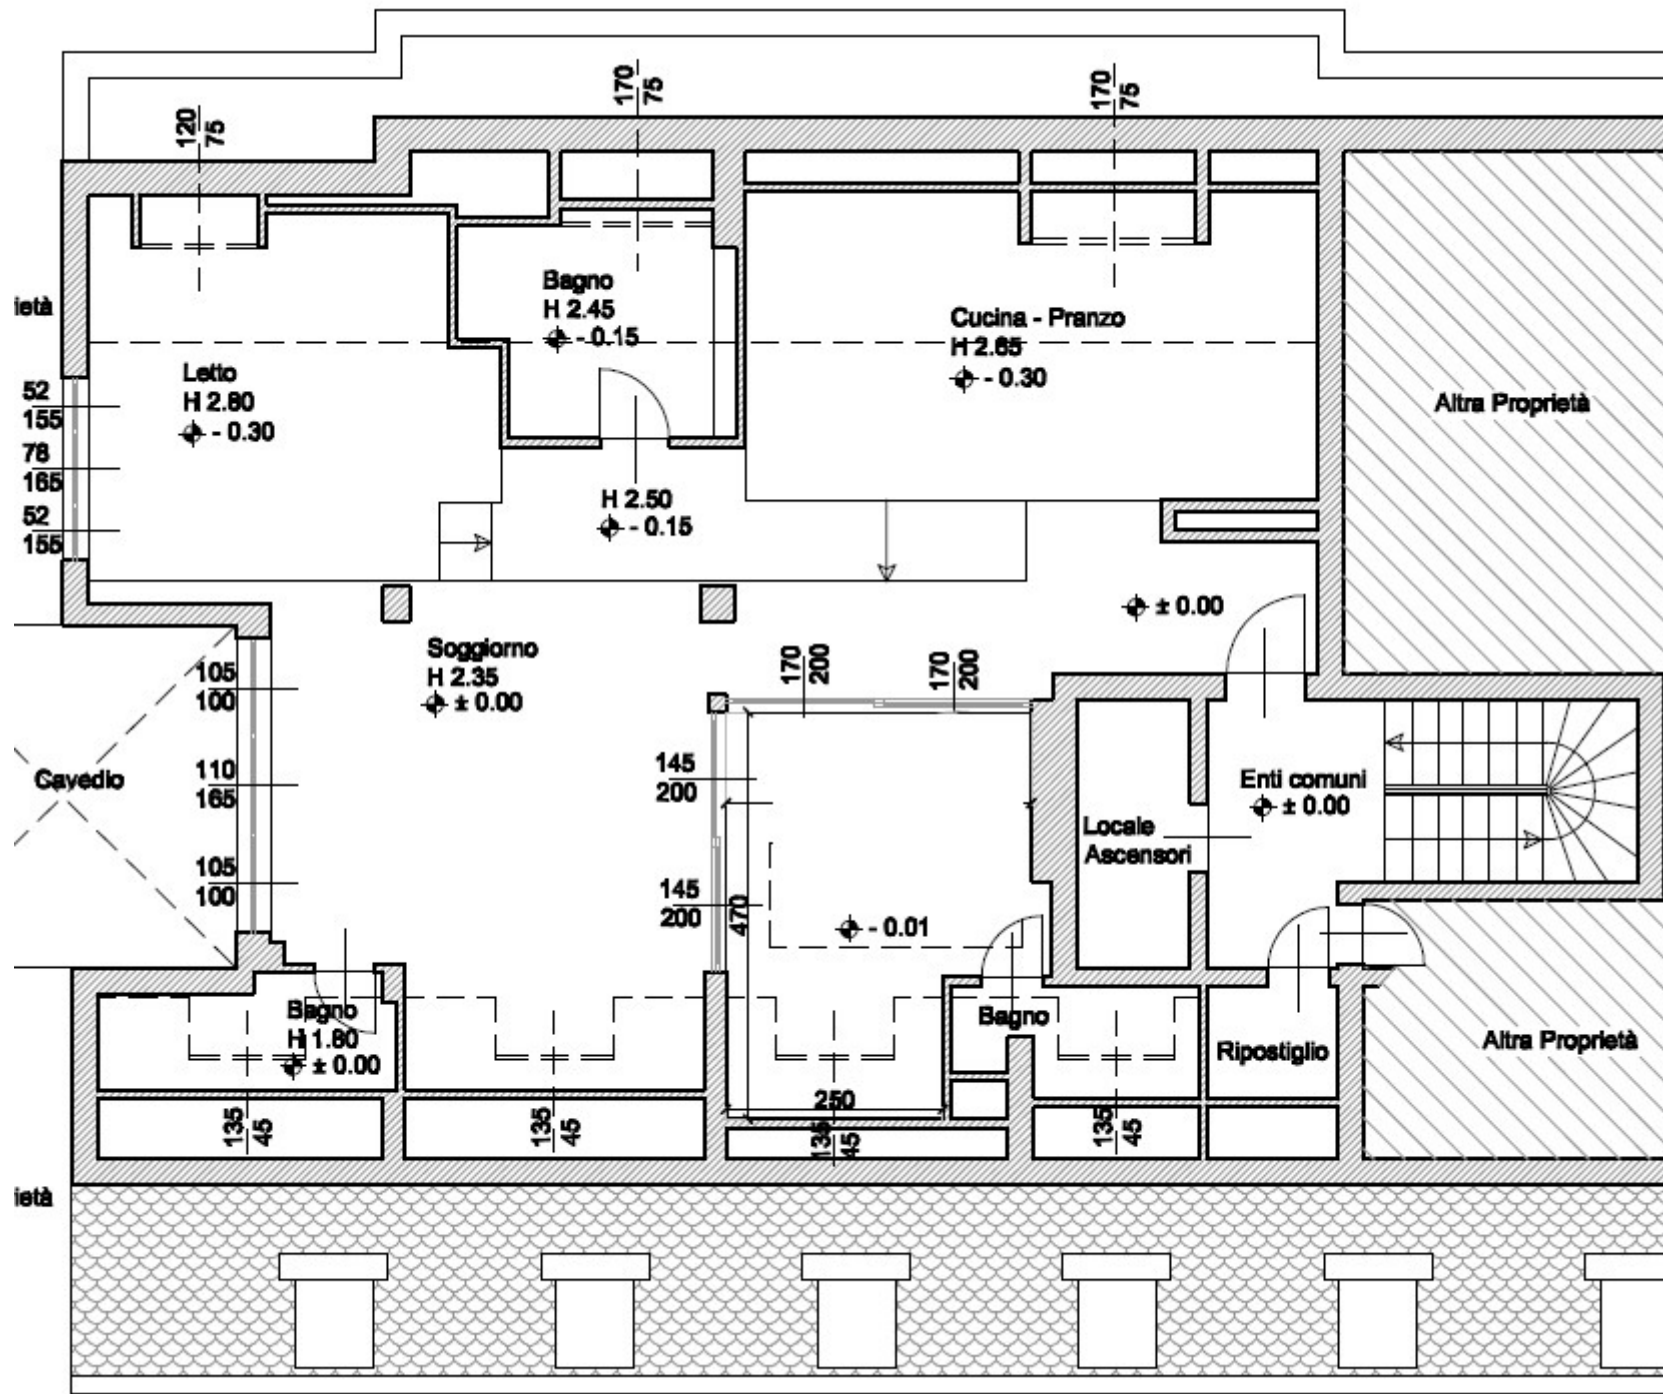 170
75
170
75
120
75
ietà
Bagno
H 2.45
- 0.15
Cucina - Pranzo
H 2.65
- 0.30
Letto
H 2.80
- 0.30
52
155
78
165
52
155
Altra Proprietà
H 2.50
- 0.15
± 0.00
Soggiorno
H 2.35
± 0.00
170
200
170
200
105
100
110
165
105
100
Cavedio
145
200
145
200
470
- 0.01
Enti comuni
± 0.00
Locale
Ascensori
Bagno
H 1.80
± 0.00
Bagno
Ripostiglio
Altra Proprietà
250
135
45
135
45
135
45
135
45
ietà